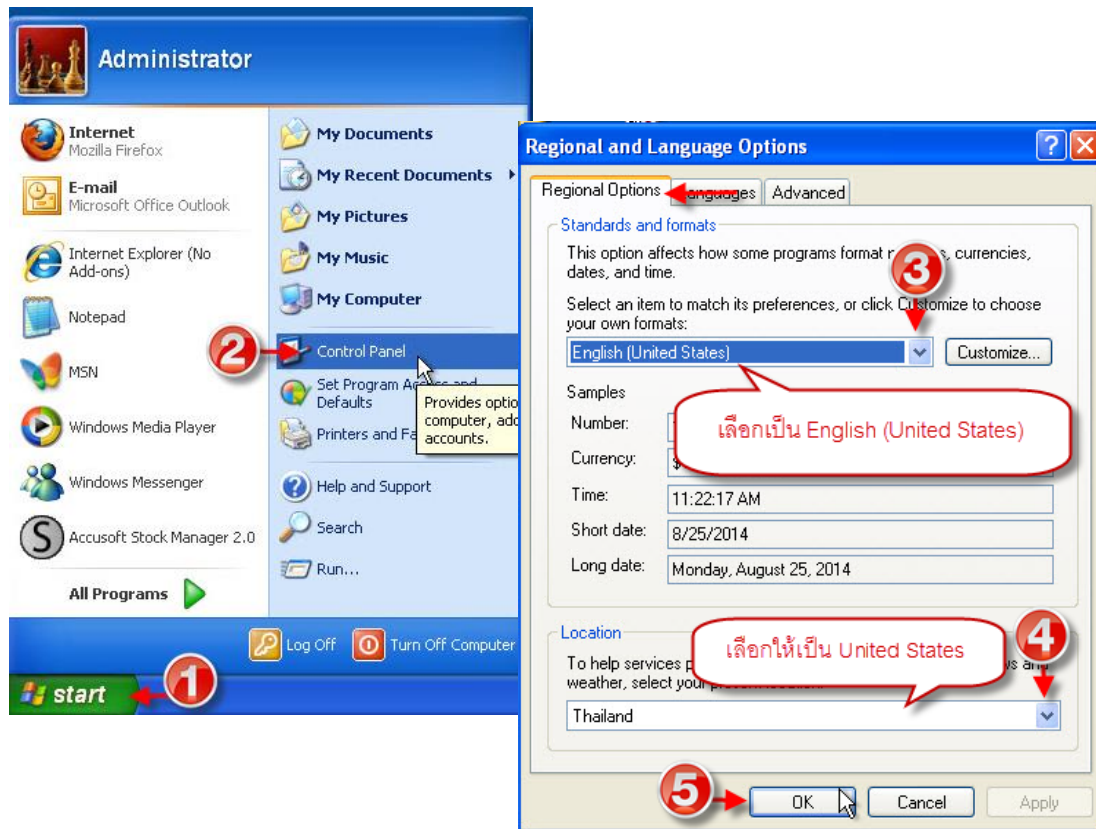 Administrator
Internet
Mozilla Firefox
E-mail
Microsoft Office Outlook
Internet Explorer (No
Add-ons)
Notepad
MSN
Windows Media Player
Windows Messenger
Accusoft Stock Manager 2.0
All Programs
My Documents
My Recent Documents
My Pictures
My Music
My Computer
2
Control Panel
Set Program Access and
Defaults
Printers and Fa
Provides optio
computer, add
accounts.
Help and Support
Search
Run...
Log Off
Turn Off Computer
start
1
Regional and Language Options
Regional Options
Languages
Advanced
Standards and formats
This option affects how some programs format currencies,
dates, and time.
3
Select an item to match its preferences, or click Customize to choose
your own formats:
English (United States)
Customize...
Samples
เลือกเป็น English (United States)
Number:
Currency:
$
Time:
11:22:17 AM
Short date:
8/25/2014
Long date:
Monday, August 25, 2014
Location
4
เลือกให้เป็น United States
To help services and
weather, select your
Thailand
5
OK
Cancel
Apply